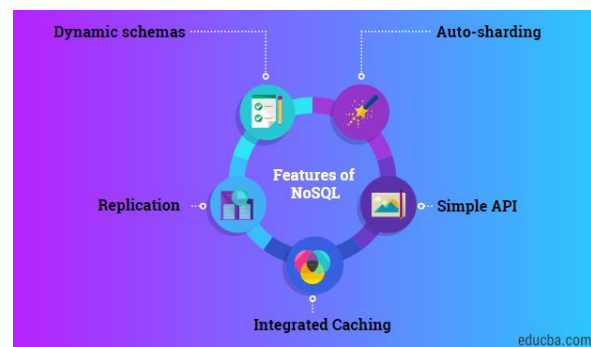 Dynamic schemas
Auto-sharding
Features of
NoSQL
Replication
Simple API
Integrated Caching
educba.com